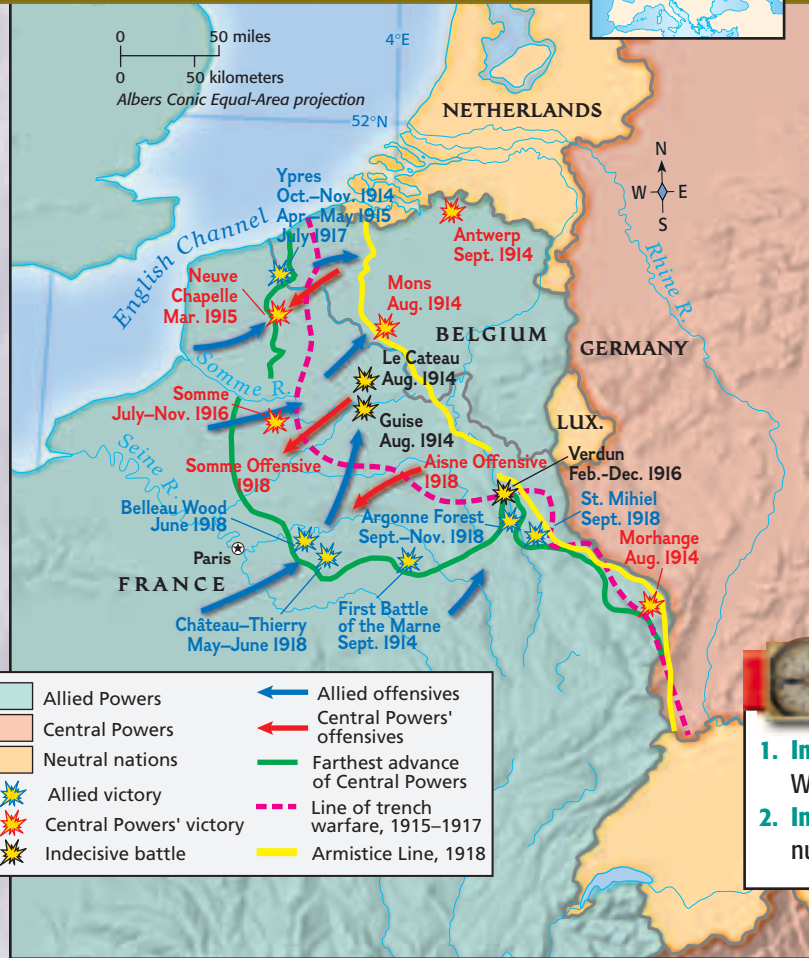 0 50 miles
0 50 kilometers
Albers Conic Equal-Area projection
4°E
52°N
NETHERLANDS
N
W E
S
Ypres
Oct.–Nov. 1914
Apr.–May 1915
July 1917
English Channel
Antwerp
Sept. 1914
Rhine R.
Neuve
Chapelle
Mar. 1915
Mons
Aug. 1914
BELGIUM
GERMANY
Le Cateau
Aug. 1914
Somme R.
Somme
July–Nov. 1916
Guise
Aug. 1914
LUX.
Seine R.
Somme Offensive
1918
Aisne Offensive
1918
Verdun
Feb.-Dec. 1916
Belleau Wood
June 1918
Argonne Forest
Sept.–Nov. 1918
St. Mihiel
Sept. 1918
Morhange
Aug. 1914
Paris
FRANCE
Château–Thierry
May–June 1918
First Battle
of the Marne
Sept. 1914
Allied Powers
Central Powers
Neutral nations
Allied victory
Central Powers' victory
Indecisive battle
Allied offensives
Central Powers'
offensives
Farthest advance
of Central Powers
Line of trench
warfare, 1915–1917
Armistice Line, 1918
1.
2.